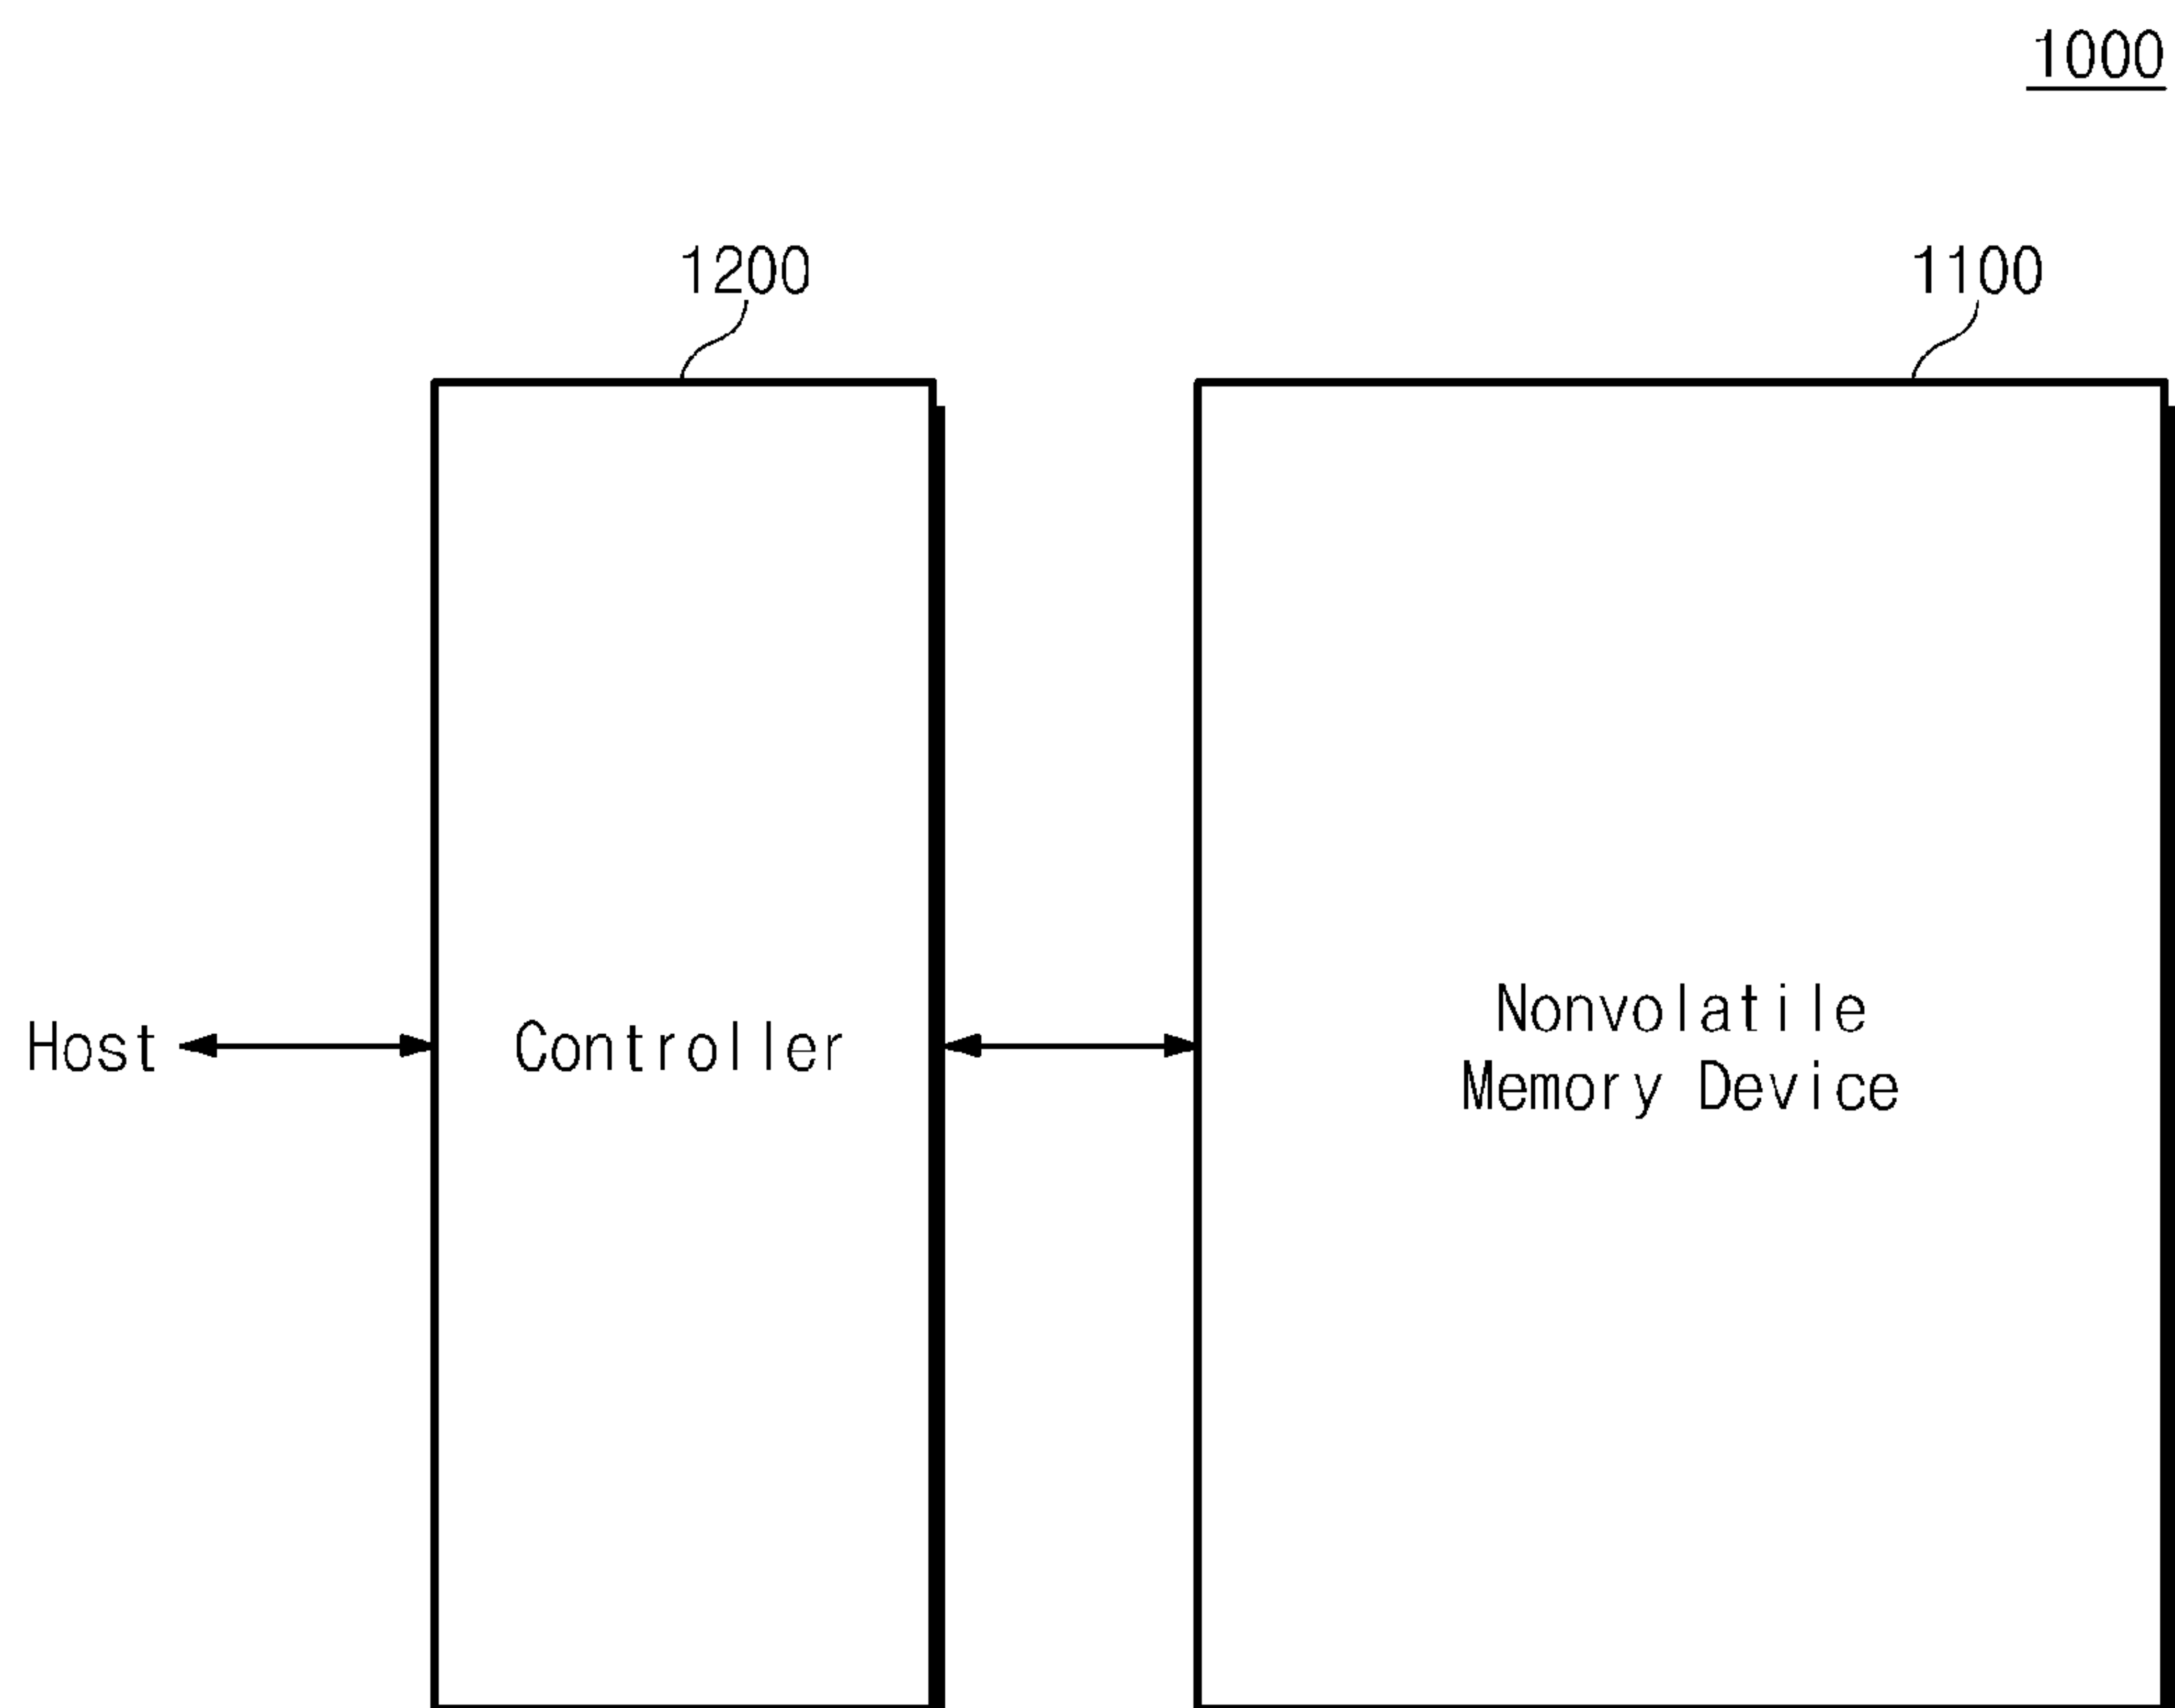 1000
1200
1100
Host
Controller
Nonvolatile
Memory Device